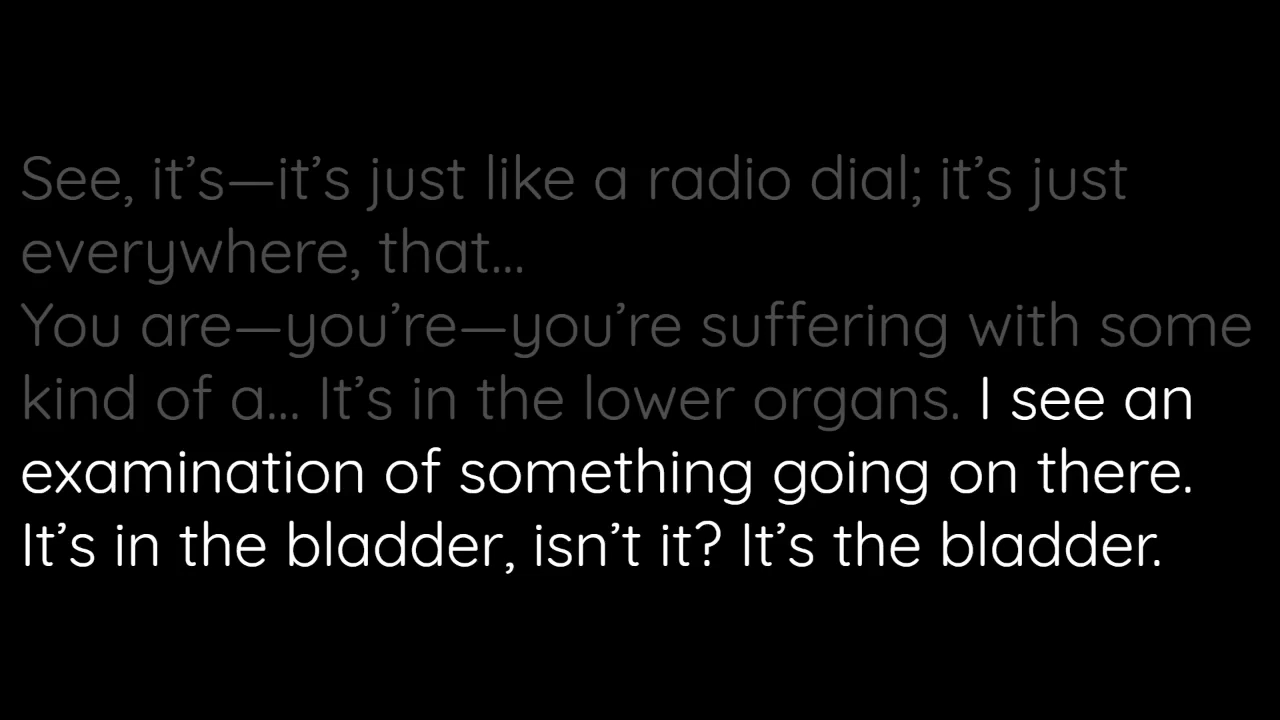 See, it’s—it’s just like a radio dial; it’s just
everywhere, that…
You are—you’re—you’re suffering with some
kind of a… It’s in the lower organs. I see an
examination of something going on there.
It’s in the bladder, isn’t it? It’s the bladder.